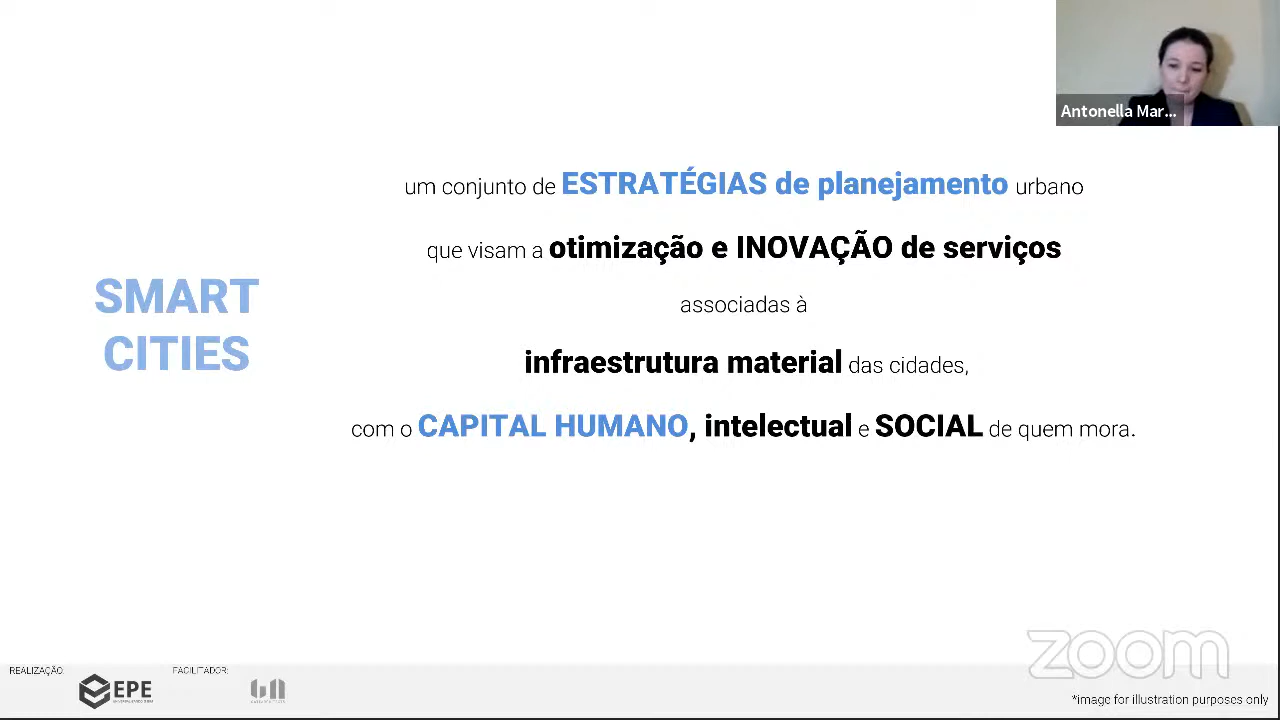 Antonella Mar...
um conjunto de ESTRATÉGIAS de planejamento urbano
que visam a otimização e INOVAÇÃO de serviços
associadas à
infraestrutura material das cidades,
com o CAPITAL HUMANO, intelectual e SOCIAL de quem mora.
SMART
CITIES
zoom
REALIZAÇÃO
FACILITADOR:
EPE
*image for illustration purposes only